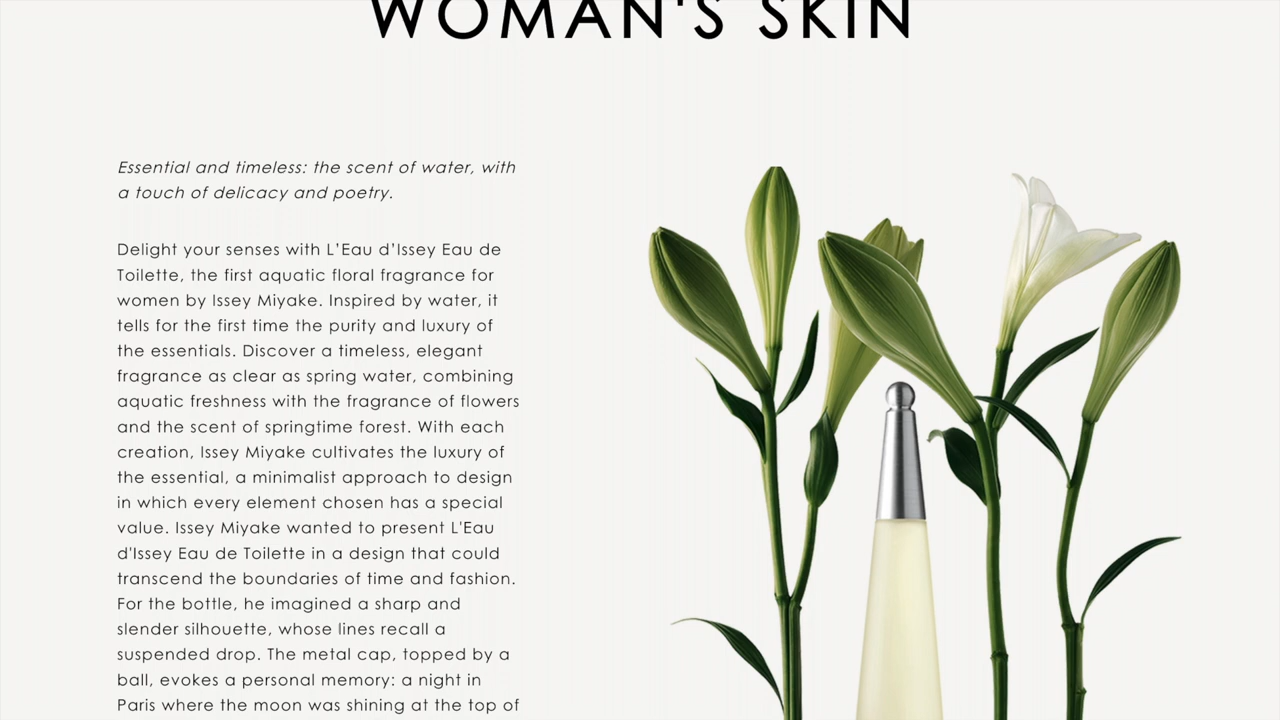 WOMAN'S SKIN
Essential and timeless: the scent of water, with
a touch of delicacy and poetry.
Delight your senses with L’Eau d’Issey Eau de
Toilette, the first aquatic floral fragrance for
women by Issey Miyake. Inspired by water, it
tells for the first time the purity and luxury of
the essentials. Discover a timeless, elegant
fragrance as clear as spring water, combining
aquatic freshness with the fragrance of flowers
and the scent of springtime forest. With each
creation, Issey Miyake cultivates the luxury of
the essential, a minimalist approach to design
in which every element chosen has a special
value. Issey Miyake wanted to present L'Eau
d'Issey Eau de Toilette in a design that could
transcend the boundaries of time and fashion.
For the bottle, he imagined a sharp and
slender silhouette, whose lines recall a
suspended drop. The metal cap, topped by a
ball, evokes a personal memory: a night in
Paris where the moon was shining at the top of